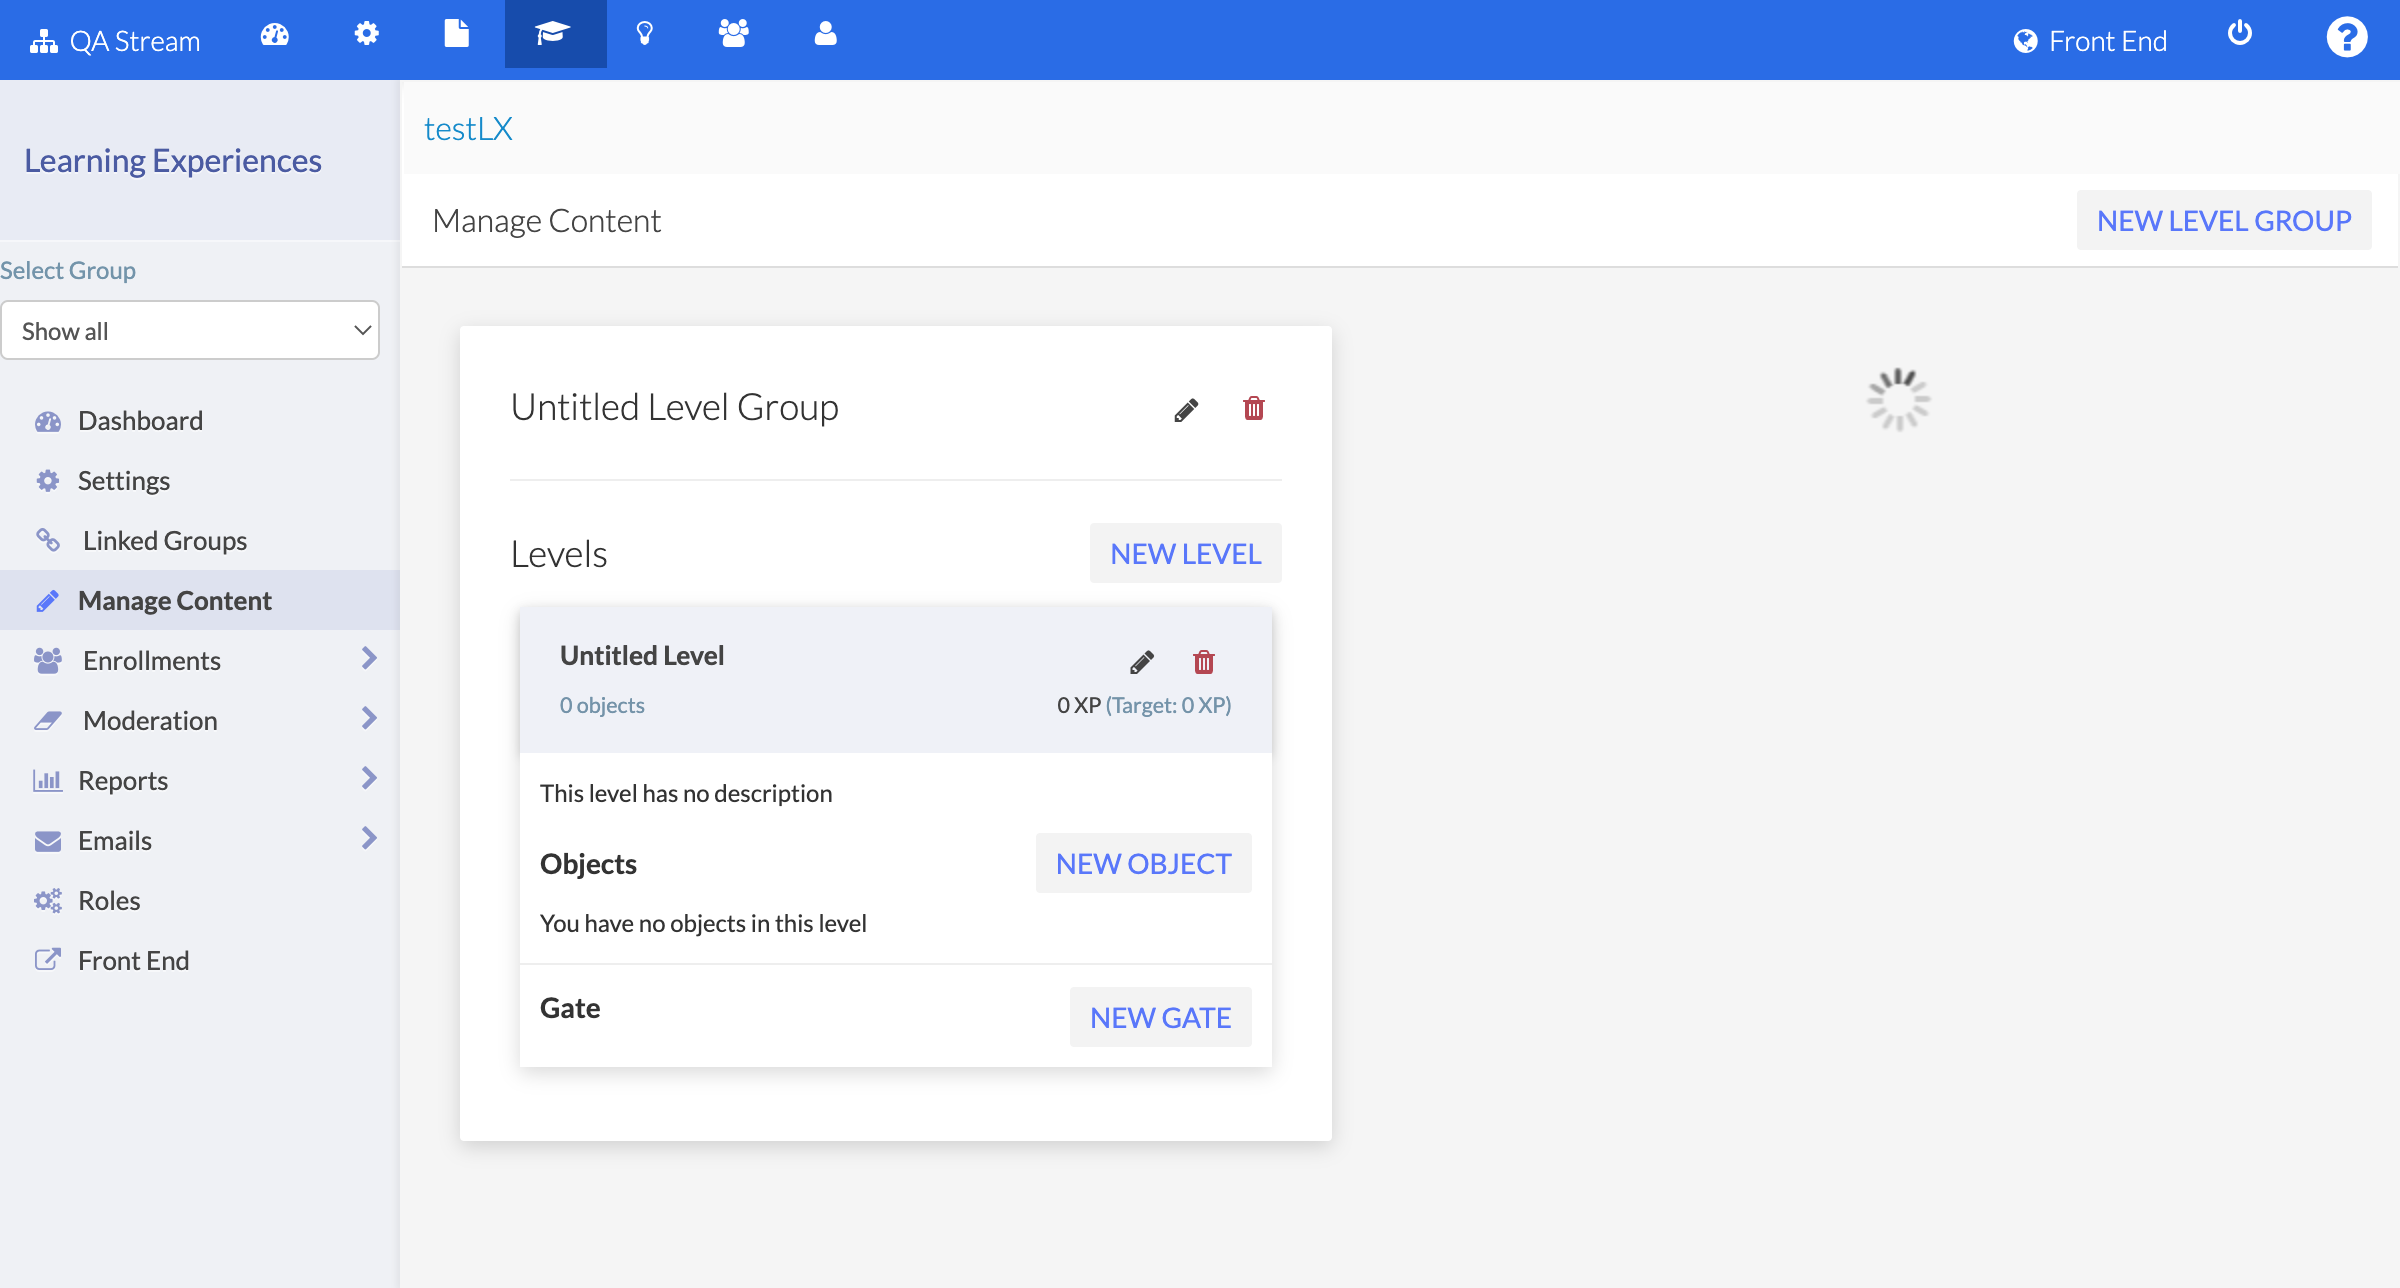 QA Stream
Front End
Learning Experiences
Select Group
Show all
Dashboard
Settings
Linked Groups
Manage Content
Enrollments
Moderation
Reports
Emails
Roles
Front End
testLX
Manage Content
NEW LEVEL GROUP
Untitled Level Group
Levels
NEW LEVEL
Untitled Level
0 objects
0 XP (Target: 0 XP)
This level has no description
Objects
NEW OBJECT
You have no objects in this level
Gate
NEW GATE